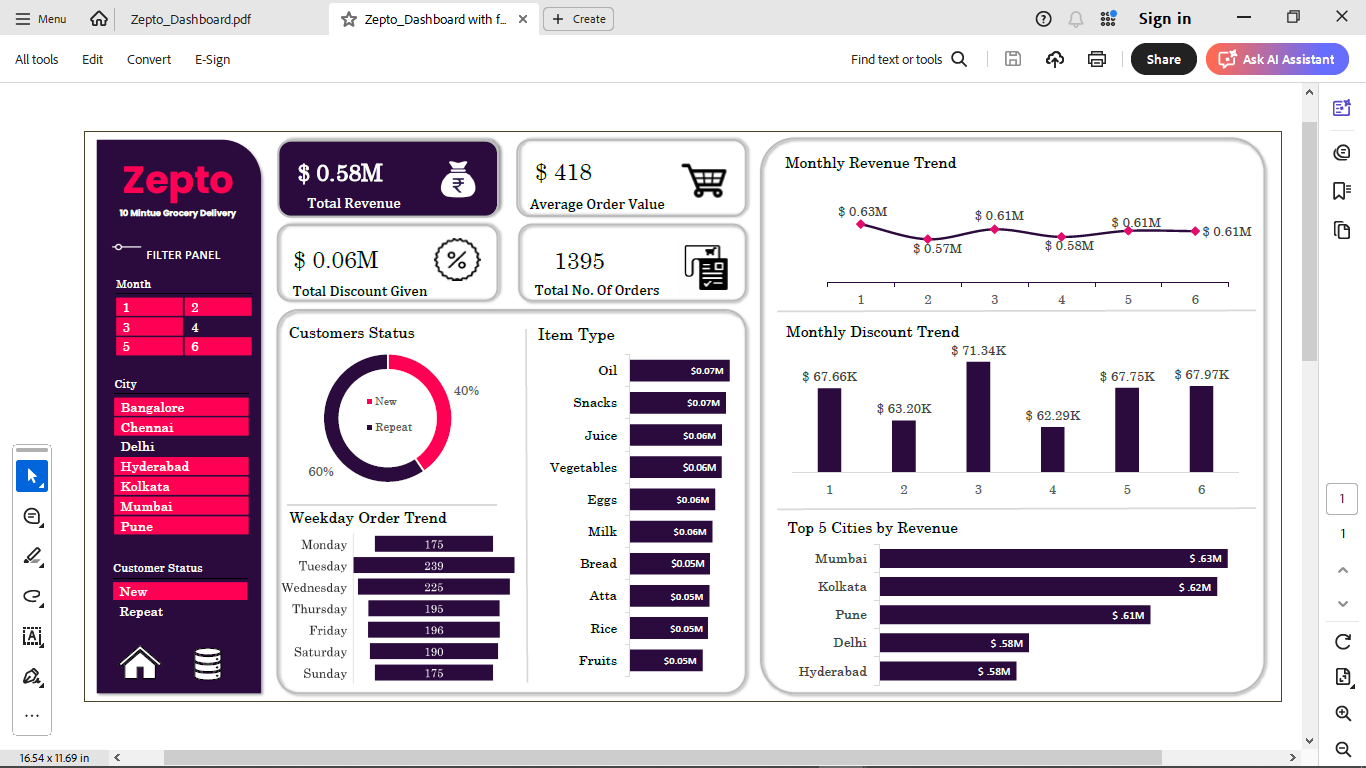 Menu
Zepto_Dashboard.pdf
Zepto_Dashboard with f...
Create
Sign in
All tools
Edit
Convert
E-Sign
Find text or tools
Share
Ask AI Assistant
Zepto
10 Mintue Grocery Delivery
FILTER PANEL
Month
1 2
3 4
5 6
City
Bangalore
Chennai
Delhi
Hyderabad
Kolkata
Mumbai
Pune
Customer Status
New
Repeat
$ 0.58M
Total Revenue
₹
$ 418
Average Order Value
$ 0.06M
Total Discount Given
%
1395
Total No. Of Orders
Customers Status
40%
New
Repeat
60%
Weekday Order Trend
Monday 175
Tuesday 239
Wednesday 225
Thursday 195
Friday 196
Saturday 190
Sunday 175
Item Type
Oil $0.07M
Snacks $0.07M
Juice $0.06M
Vegetables $0.06M
Eggs $0.06M
Milk $0.06M
Bread $0.05M
Atta $0.05M
Rice $0.05M
Fruits $0.05M
Monthly Revenue Trend
$ 0.63M $ 0.57M $ 0.61M $ 0.58M $ 0.61M $ 0.61M
1 2 3 4 5 6
Monthly Discount Trend
$ 67.66K $ 63.20K $ 71.34K $ 62.29K $ 67.75K $ 67.97K
1 2 3 4 5 6
Top 5 Cities by Revenue
Mumbai $ .63M
Kolkata $ .62M
Pune $ .61M
Delhi $ .58M
Hyderabad $ .58M
1
1
16.54 x 11.69 in